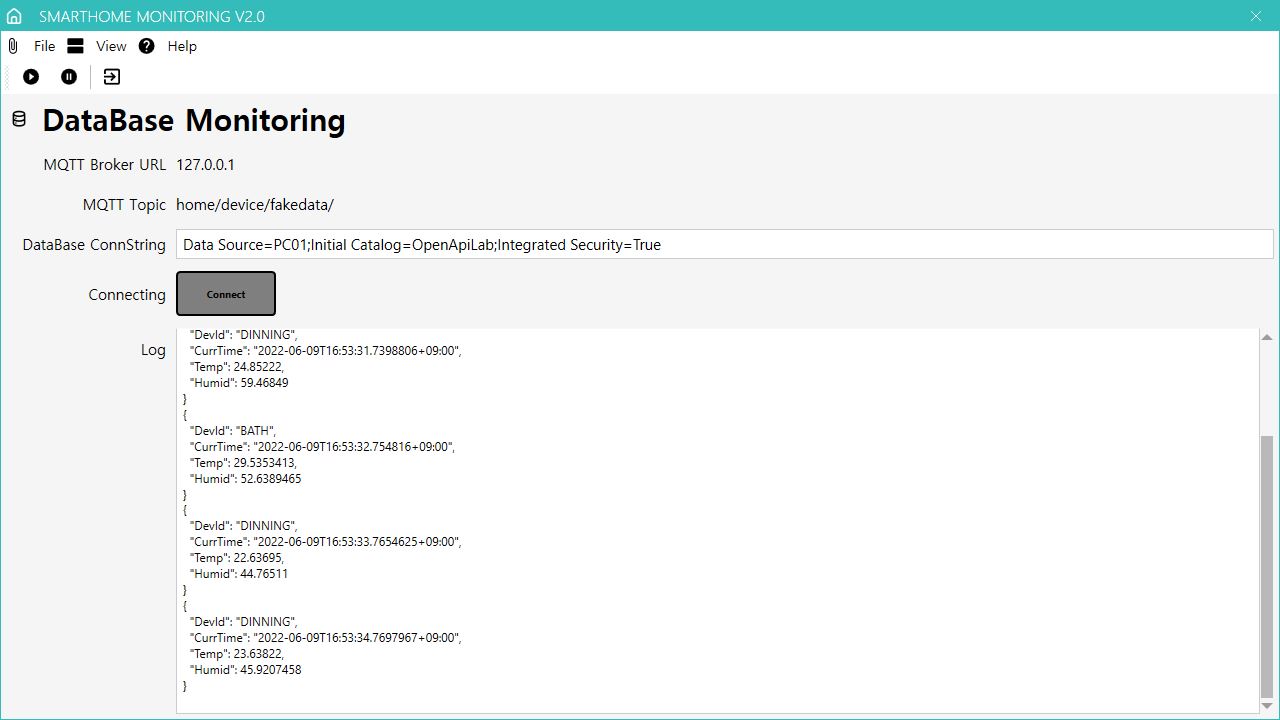 SMARTHOME MONITORING V2.0
File View Help
DataBase Monitoring
MQTT Broker URL 127.0.0.1
MQTT Topic home/device/fakedata/
DataBase ConnString Data Source=PC01;Initial Catalog=OpenApiLab;Integrated Security=True
Connecting Connect
Log
"DevId": "DINNING",
"CurrTime": "2022-06-09T16:53:31.7398806+09:00",
"Temp": 24.85222,
"Humid": 59.46849
}
{
"DevId": "BATH",
"CurrTime": "2022-06-09T16:53:32.754816+09:00",
"Temp": 29.5353413,
"Humid": 52.6389465
}
{
"DevId": "DINNING",
"CurrTime": "2022-06-09T16:53:33.7654625+09:00",
"Temp": 22.63695,
"Humid": 44.76511
}
{
"DevId": "DINNING",
"CurrTime": "2022-06-09T16:53:34.7697967+09:00",
"Temp": 23.63822,
"Humid": 45.9207458
}